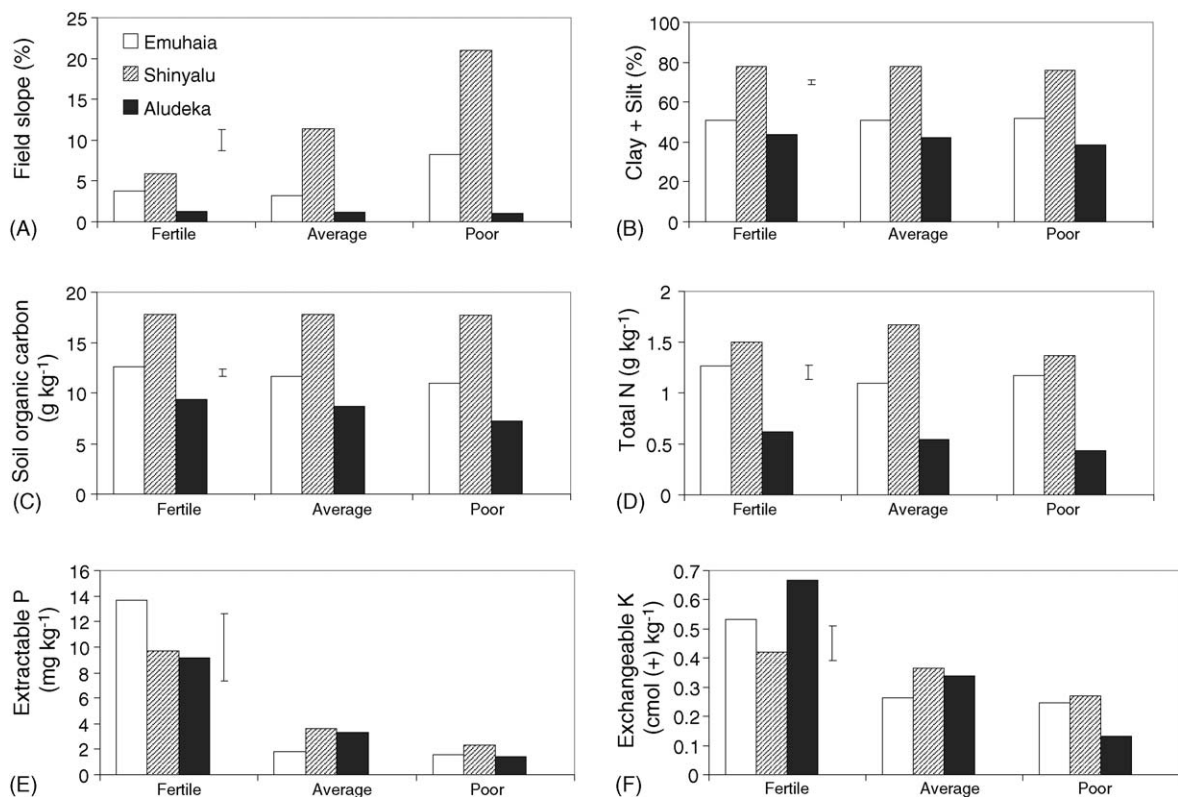 Field slope (%)
25
20
15
10
5
0
Emuhaia
Shinyalu
Aludeka
Fertile
Average
Poor
(A)
Clay + Silt (%)
100
80
60
40
20
0
Fertile
Average
Poor
(B)
Soil organic carbon
(g kg⁻¹)
20
15
10
5
0
Fertile
Average
Poor
(C)
Total N (g kg⁻¹)
2
1.5
1
0.5
0
Fertile
Average
Poor
(D)
Extractable P
(mg kg⁻¹)
16
14
12
10
8
6
4
2
0
Fertile
Average
Poor
(E)
Exchangeable K
(cmol (+) kg⁻¹)
0.7
0.6
0.5
0.4
0.3
0.2
0.1
0
Fertile
Average
Poor
(F)